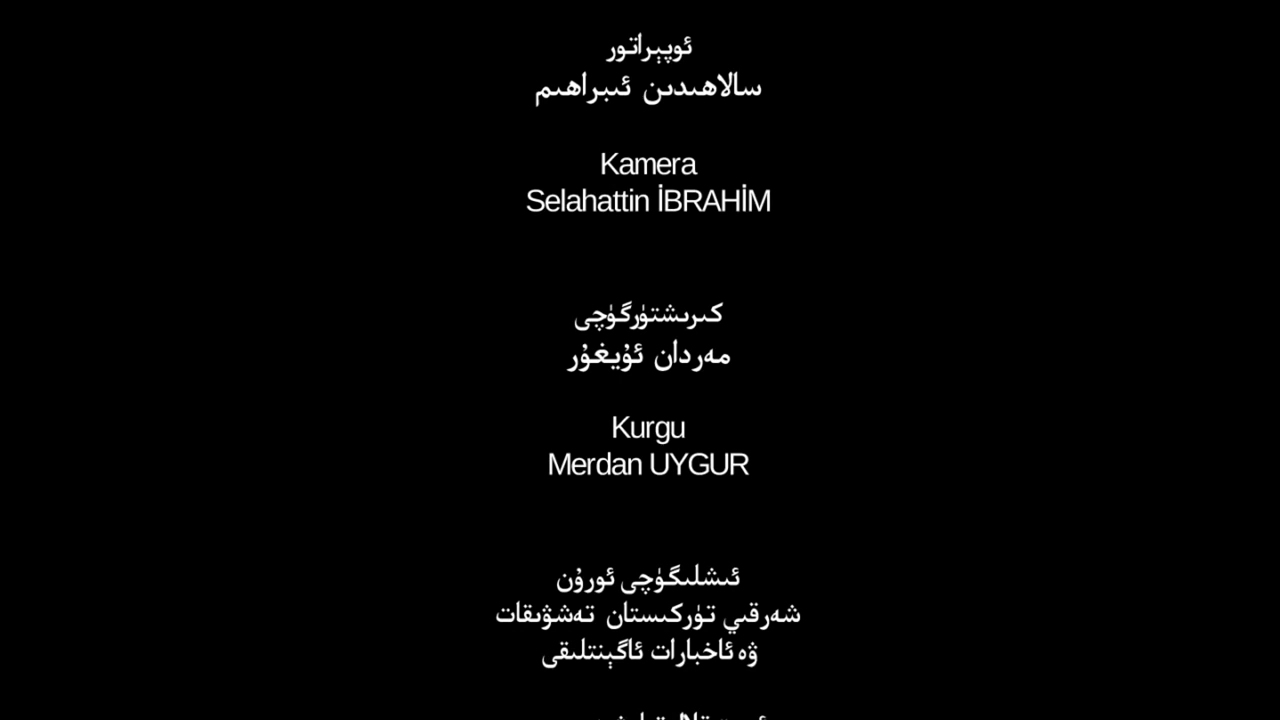 ئوپېراتور
سالاھىدىن ئىبراھىم
Kamera
Selahattin İBRAHİM
كىرىشتۈرگۈچى
مەردان ئۇيغۇر
Kurgu
Merdan UYGUR
ئىشلىگۈچى ئورۇن
شەرقىي تۈركىستان تەشۋىقات
ۋە ئاخبارات ئاگېنتلىقى